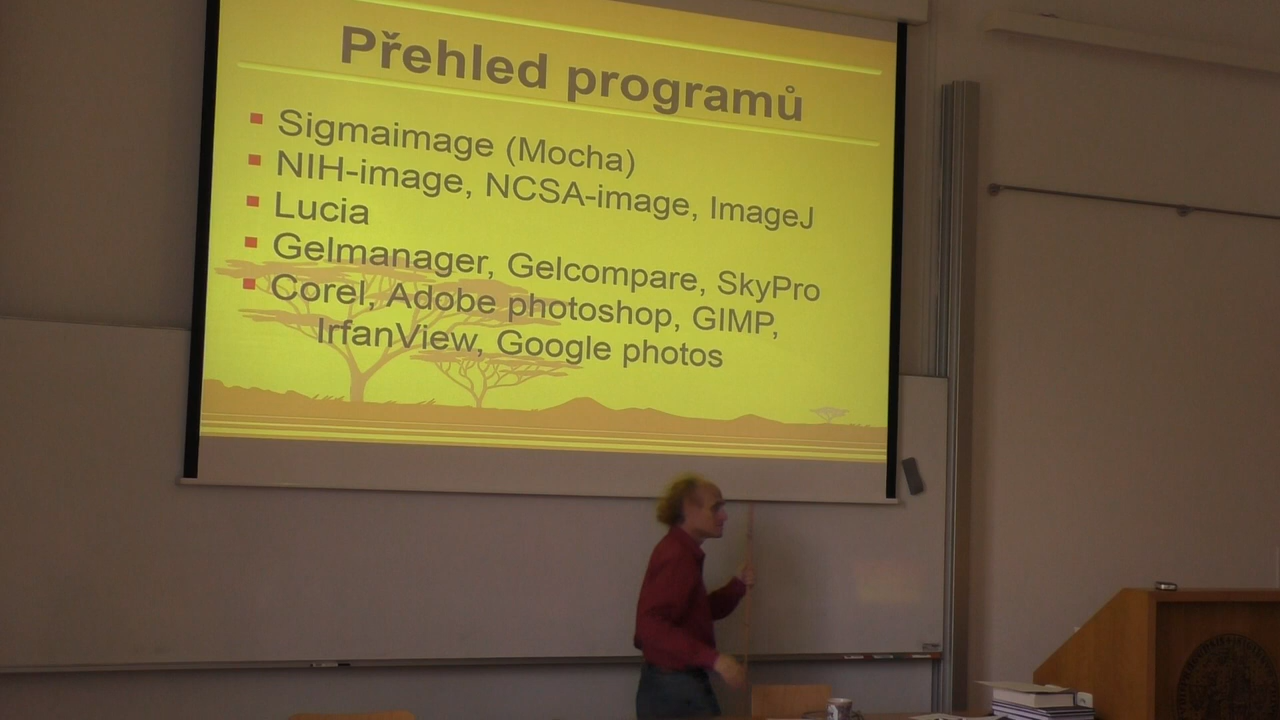 Přehled programů
Sigmaimage (Mocha)
NIH-image, NCSA-image, ImageJ
Lucia
Gelmanager, Gelcompare, SkyPro
Corel, Adobe photoshop, GIMP,
IrfanView, Google photos